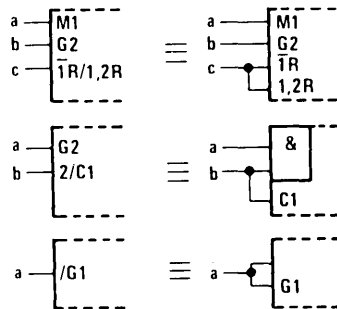 a M1 a M1
b G2 ≡ b G2
c 1̅R/1,2R c 1̅R
1,2R
a G2 a &
b 2/C1 ≡ b
C1
a /G1 ≡ a
G1